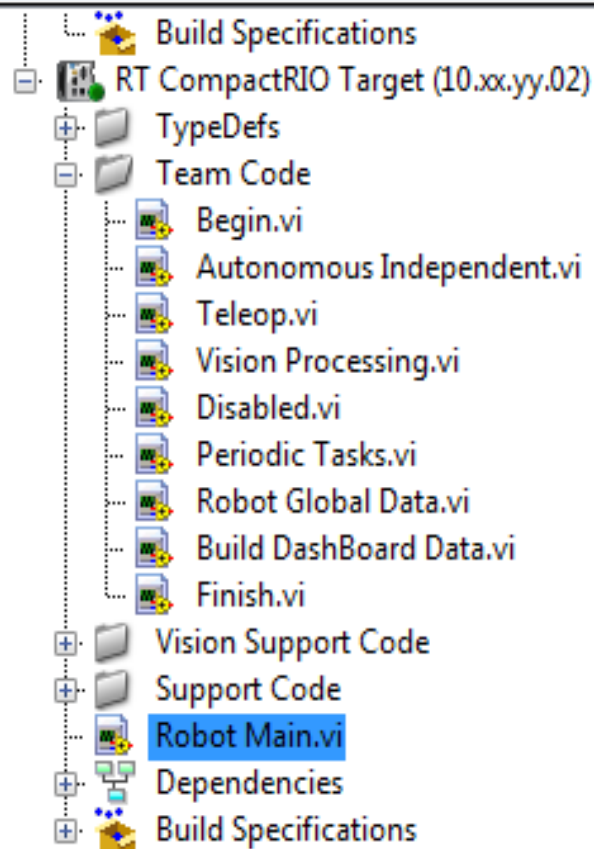 Build Specifications
RT CompactRIO Target (10.xx.yy.02)
TypeDefs
Team Code
Begin.vi
Autonomous Independent.vi
Teleop.vi
Vision Processing.vi
Disabled.vi
Periodic Tasks.vi
Robot Global Data.vi
Build DashBoard Data.vi
Finish.vi
Vision Support Code
Support Code
Robot Main.vi
Dependencies
Build Specifications